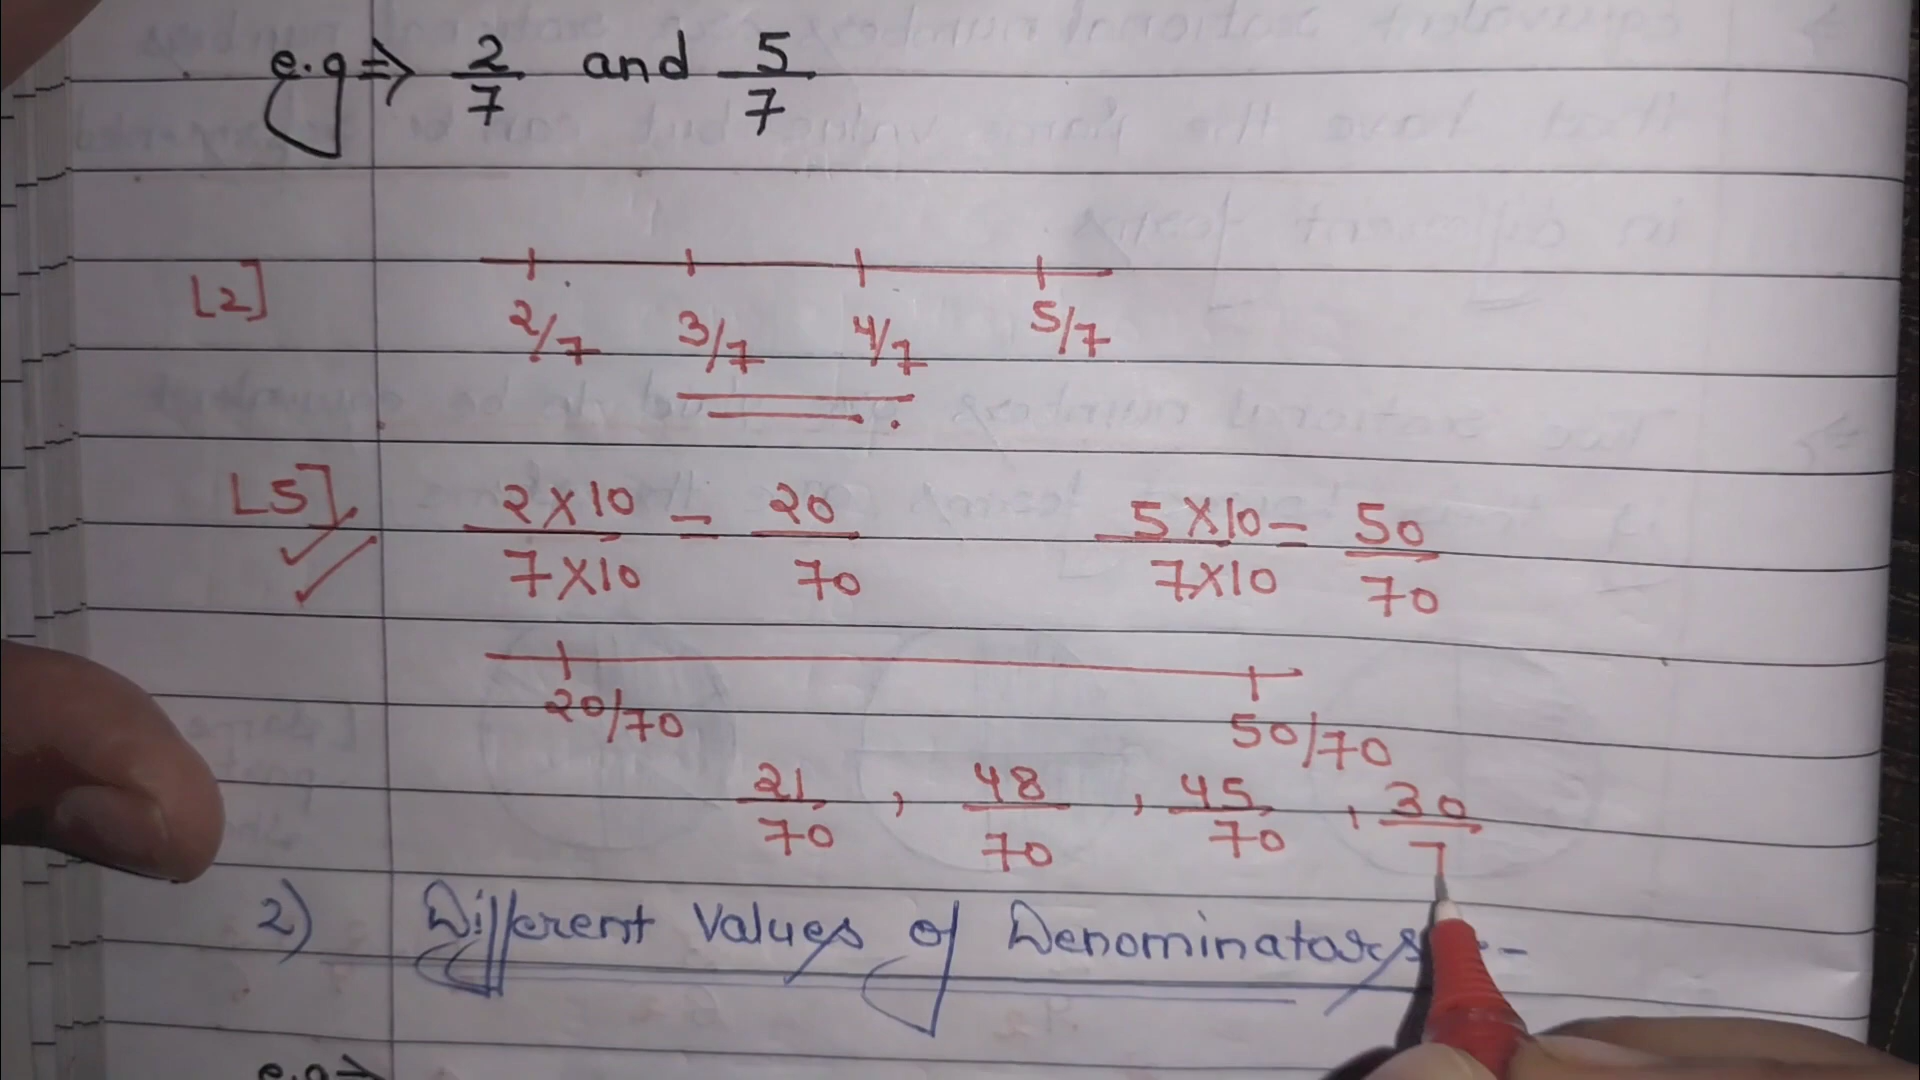 e.g ⇒ 2/7 and 5/7
[2]
2/7 3/7 4/7 5/7
[5] 2×10/7×10 = 20/70 5×10/7×10 = 50/70
20/70 50/70
21/70 , 48/70 , 45/70 , 30/7
2) Different Values of Denominators :-
e.g ⇒